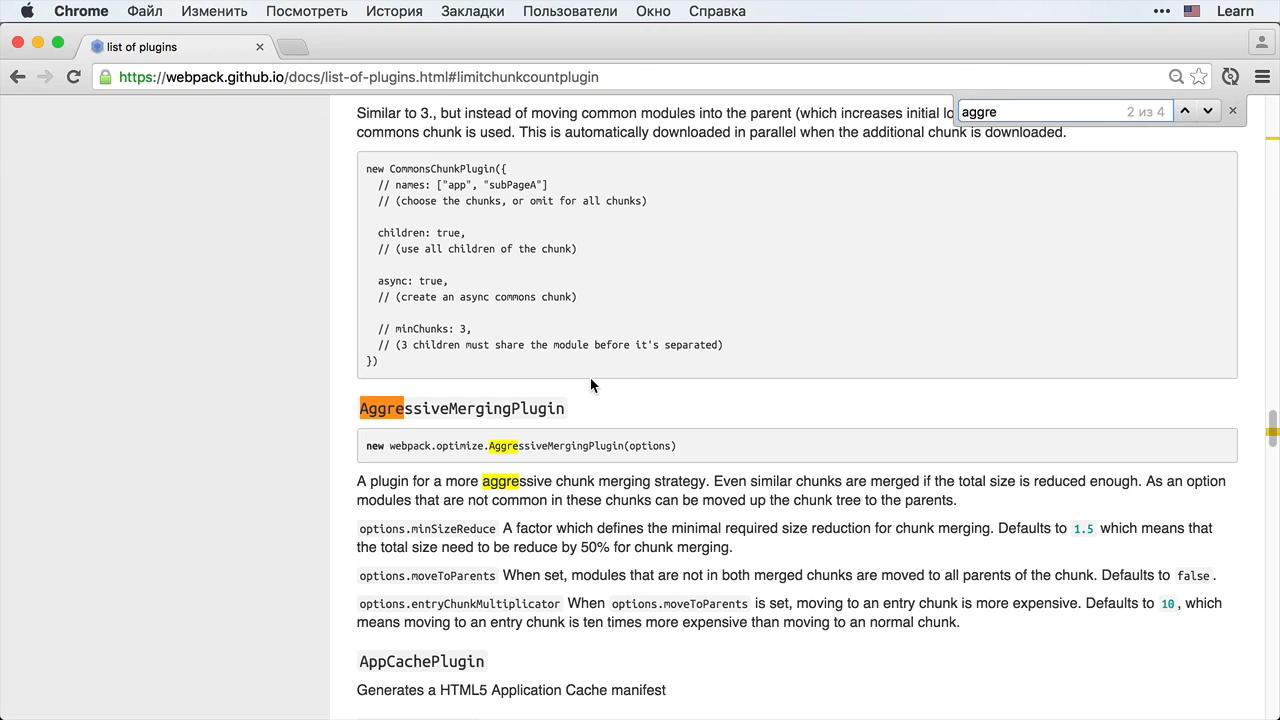 Chrome Файл Изменить Посмотреть История Закладки Пользователи Окно Справка ••• Learn
list of plugins ×
https://webpack.github.io/docs/list-of-plugins.html#limitchunkcountplugin
aggre 2 из 4 ×
Similar to 3., but instead of moving common modules into the parent (which increases initial lo
commons chunk is used. This is automatically downloaded in parallel when the additional chunk is downloaded.
new CommonsChunkPlugin({
// names: ["app", "subPageA"]
// (choose the chunks, or omit for all chunks)
children: true,
// (use all children of the chunk)
async: true,
// (create an async commons chunk)
// minChunks: 3,
// (3 children must share the module before it's separated)
})
AggressiveMergingPlugin
new webpack.optimize.AggressiveMergingPlugin(options)
A plugin for a more aggressive chunk merging strategy. Even similar chunks are merged if the total size is reduced enough. As an option
modules that are not common in these chunks can be moved up the chunk tree to the parents.
options.minSizeReduce A factor which defines the minimal required size reduction for chunk merging. Defaults to 1.5 which means that
the total size need to be reduce by 50% for chunk merging.
options.moveToParents When set, modules that are not in both merged chunks are moved to all parents of the chunk. Defaults to false.
options.entryChunkMultiplicator When options.moveToParents is set, moving to an entry chunk is more expensive. Defaults to 10, which
means moving to an entry chunk is ten times more expensive than moving to an normal chunk.
AppCachePlugin
Generates a HTML5 Application Cache manifest